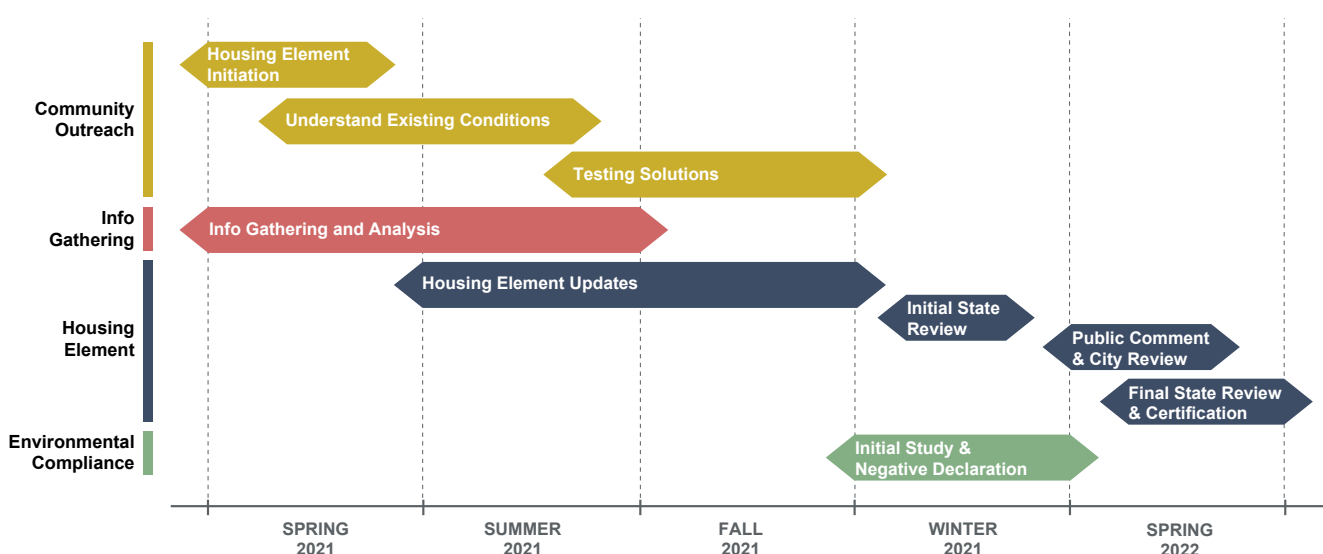 Community
Outreach
Housing Element
Initiation
Understand Existing Conditions
Testing Solutions
Info
Gathering
Info Gathering and Analysis
Housing
Element
Housing Element Updates
Initial State
Review
Public Comment
& City Review
Final State Review
& Certification
Environmental
Compliance
Initial Study &
Negative Declaration
SPRING
2021
SUMMER
2021
FALL
2021
WINTER
2021
SPRING
2022